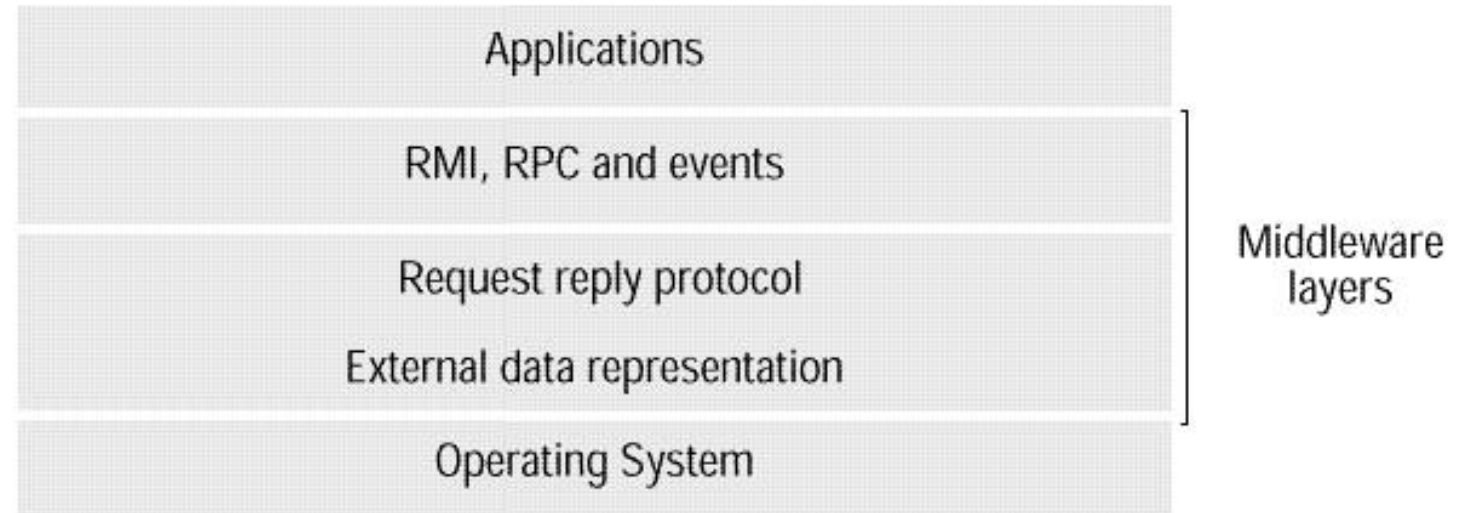 Applications
RMI, RPC and events
Request reply protocol
External data representation
Operating System
Middleware
layers